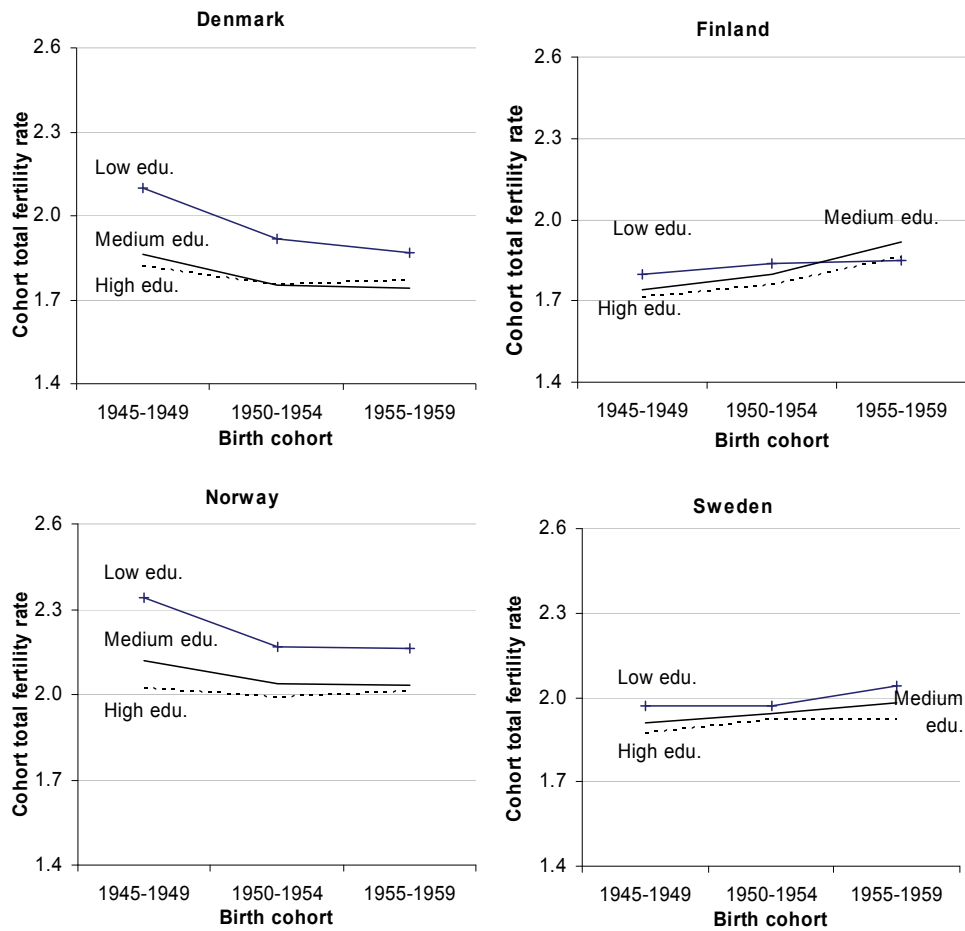 Denmark
Cohort total fertility rate
2.6
2.3
2.0
1.7
1.4
Low edu.
Medium edu.
High edu.
1945-1949 1950-1954 1955-1959
Birth cohort
Finland
Cohort total fertility rate
2.6
2.3
2.0
1.7
1.4
Low edu.
Medium edu.
High edu.
1945-1949 1950-1954 1955-1959
Birth cohort
Norway
Cohort total fertility rate
2.6
2.3
2.0
1.7
1.4
Low edu.
Medium edu.
High edu.
1945-1949 1950-1954 1955-1959
Birth cohort
Sweden
Cohort total fertility rate
2.6
2.3
2.0
1.7
1.4
Low edu.
Medium
edu.
High edu.
1945-1949 1950-1954 1955-1959
Birth cohort